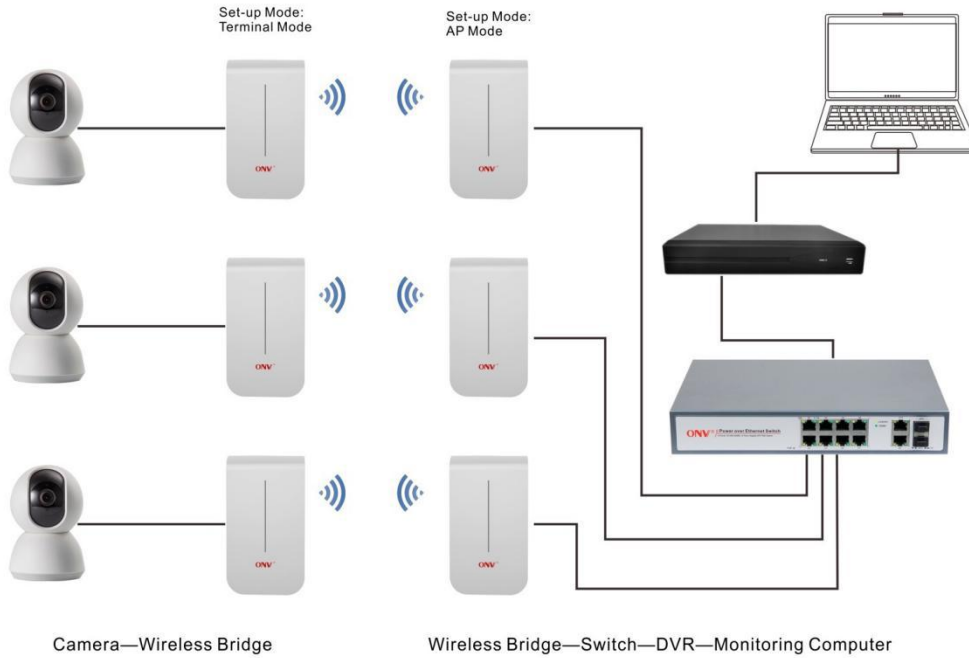 Set-up Mode:
Terminal Mode
Set-up Mode:
AP Mode
ONV
ONV
ONV
ONV
ONV
ONV
ONV
Power over Ethernet Switch
Camera—Wireless Bridge
Wireless Bridge—Switch—DVR—Monitoring Computer